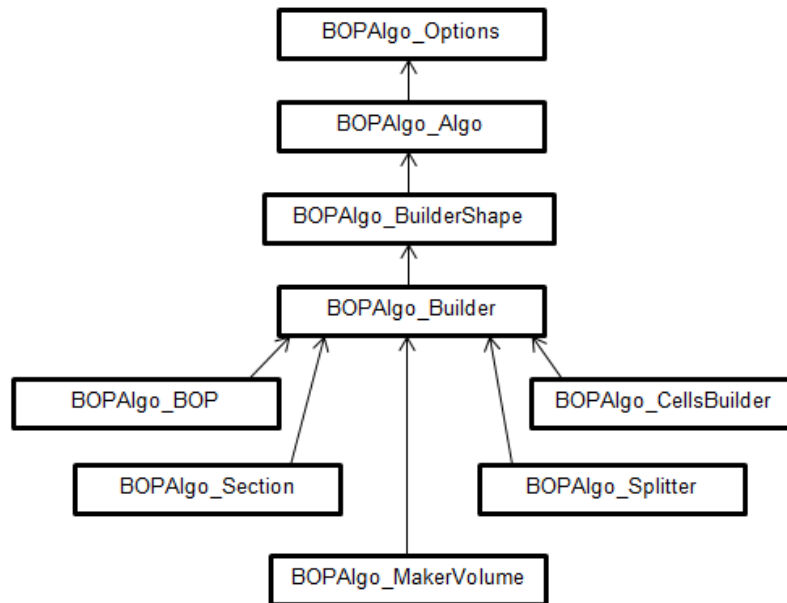 BOPAlgo_Options
BOPAlgo_Algo
BOPAlgo_BuilderShape
BOPAlgo_Builder
BOPAlgo_BOP
BOPAlgo_CellsBuilder
BOPAlgo_Section
BOPAlgo_Splitter
BOPAlgo_MakerVolume